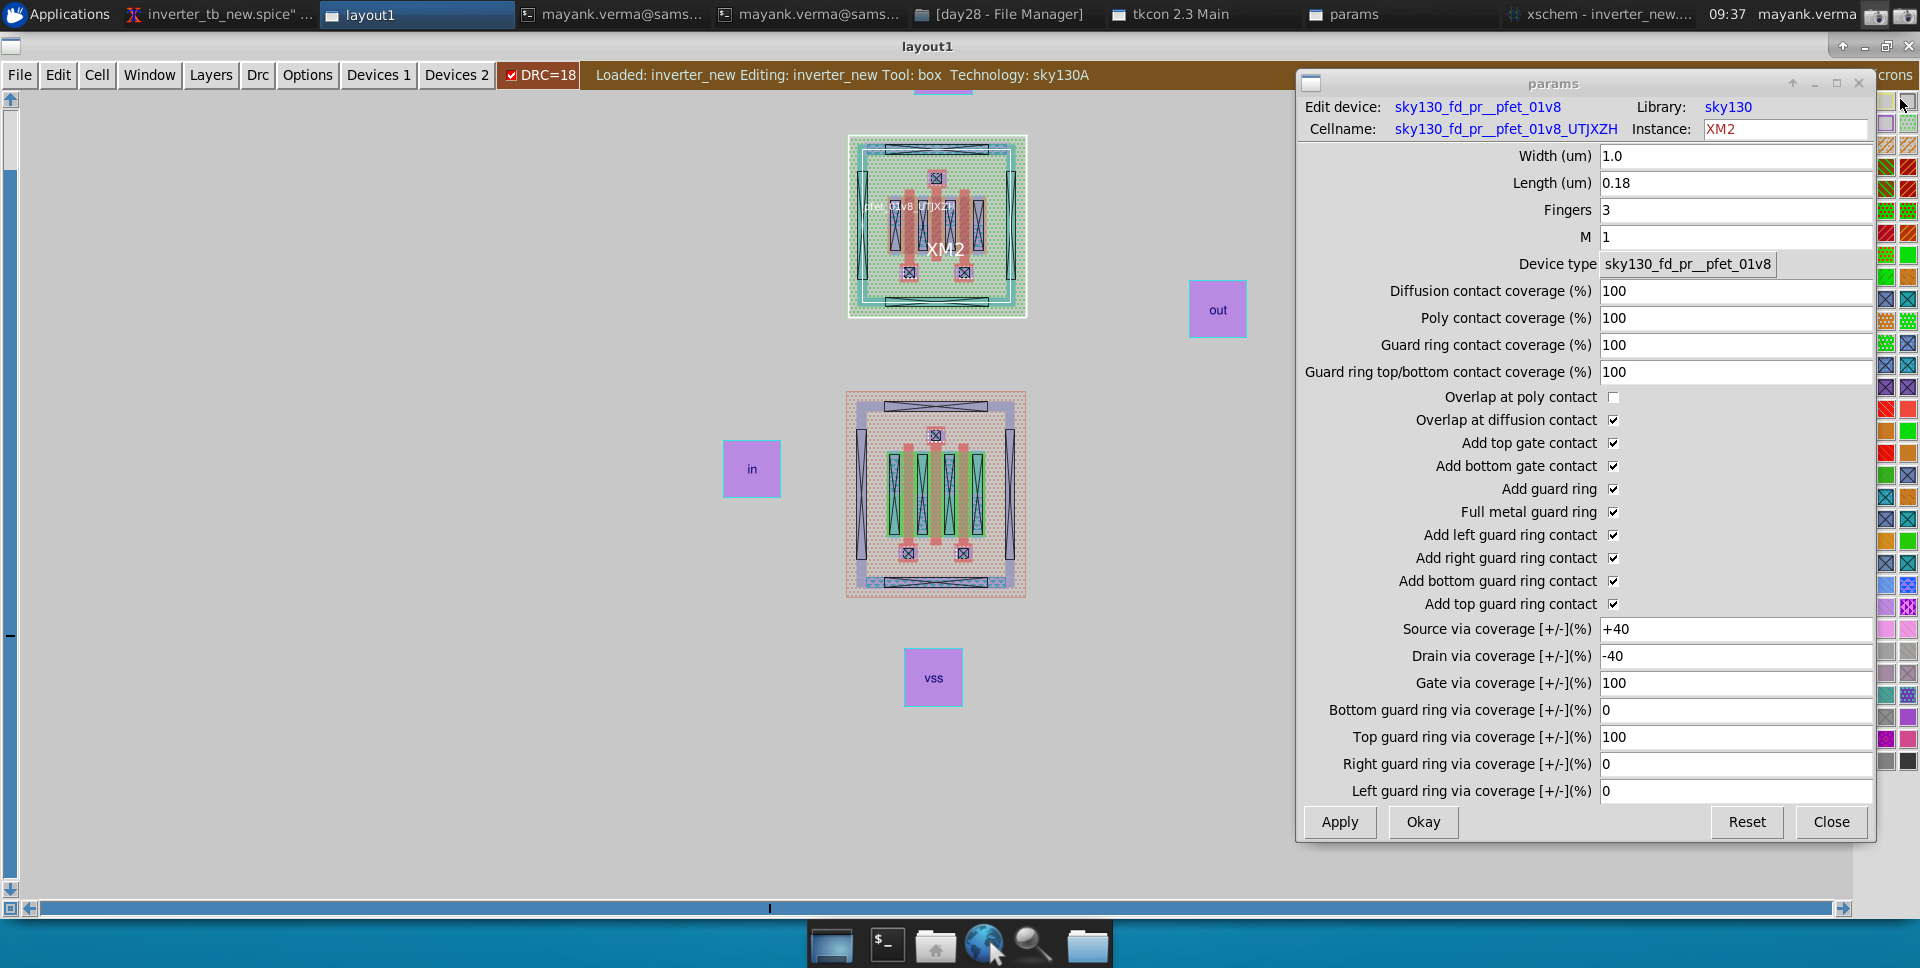 Applications
inverter_tb_new.spice" ...
layout1
mayank.verma@sams...
mayank.verma@sams...
[day28 - File Manager]
tkcon 2.3 Main
params
xschem - inverter_new....
09:37
mayank.verma
layout1
File Edit Cell Window Layers Drc Options Devices 1 Devices 2 DRC=18 Loaded: inverter_new Editing: inverter_new Tool: box Technology: sky130A
crons
pfet_01v8_UTJXZH
XM2
out
in
vss
params
Edit device: sky130_fd_pr__pfet_01v8 Library: sky130
Cellname: sky130_fd_pr__pfet_01v8_UTJXZH Instance: XM2
Width (um) 1.0
Length (um) 0.18
Fingers 3
M 1
Device type sky130_fd_pr__pfet_01v8
Diffusion contact coverage (%) 100
Poly contact coverage (%) 100
Guard ring contact coverage (%) 100
Guard ring top/bottom contact coverage (%) 100
Overlap at poly contact
Overlap at diffusion contact
Add top gate contact
Add bottom gate contact
Add guard ring
Full metal guard ring
Add left guard ring contact
Add right guard ring contact
Add bottom guard ring contact
Add top guard ring contact
Source via coverage [+/-](%) +40
Drain via coverage [+/-](%) -40
Gate via coverage [+/-](%) 100
Bottom guard ring via coverage [+/-](%) 0
Top guard ring via coverage [+/-](%) 100
Right guard ring via coverage [+/-](%) 0
Left guard ring via coverage [+/-](%) 0
Apply Okay Reset Close